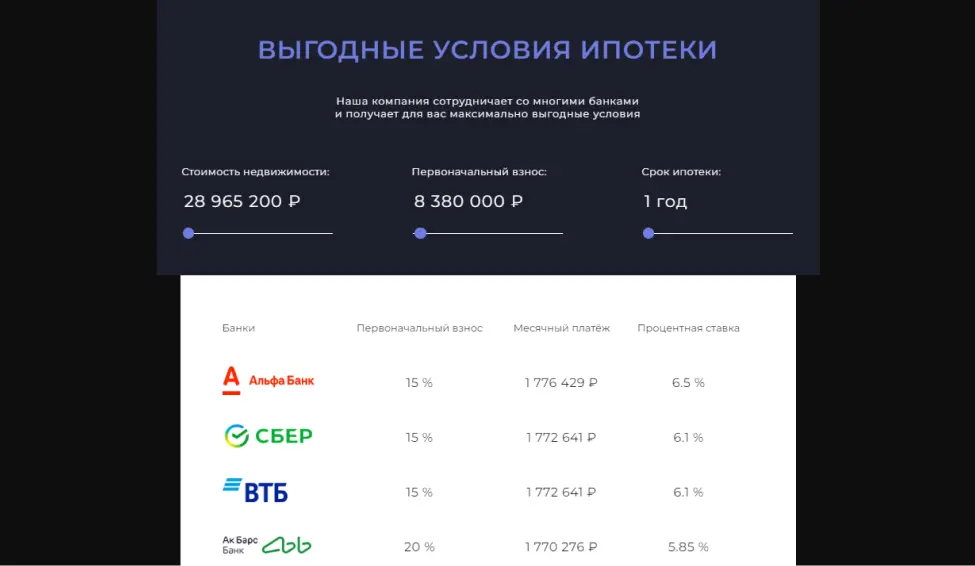 ВЫГОДНЫЕ УСЛОВИЯ ИПОТЕКИ
Наша компания сотрудничает со многими банками
и получает для вас максимально выгодные условия
Стоимость недвижимости: Первоначальный взнос: Срок ипотеки:
28 965 200 ₽ 8 380 000 ₽ 1 год
Банки Первоначальный взнос Месячный платёж Процентная ставка
Альфа Банк 15 % 1 776 429 ₽ 6.5 %
СБЕР 15 % 1 772 641 ₽ 6.1 %
ВТБ 15 % 1 772 641 ₽ 6.1 %
Ак Барс
Банк 20 % 1 770 276 ₽ 5.85 %